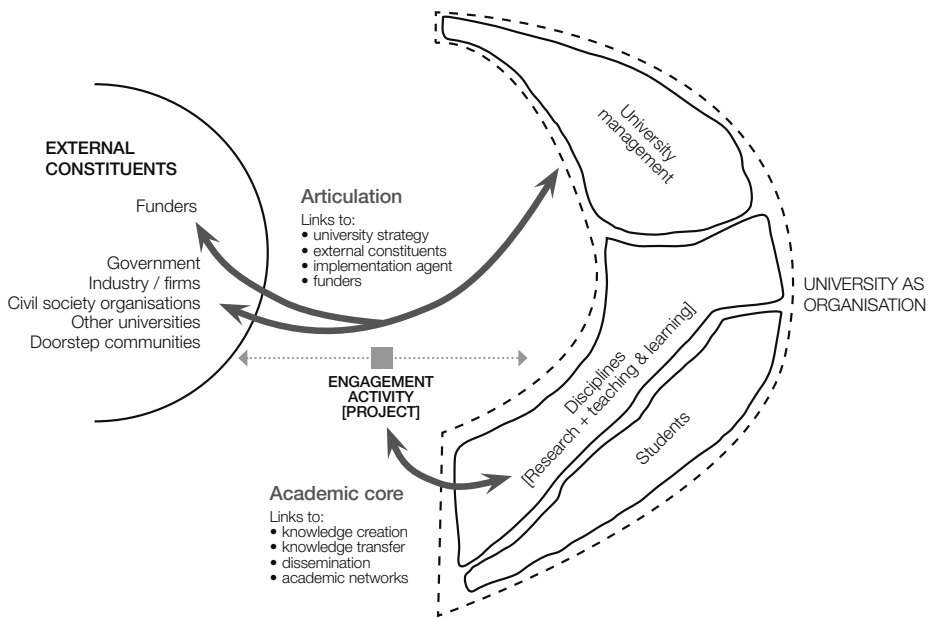 EXTERNAL
CONSTITUENTS
Funders
Government
Industry / firms
Civil society organisations
Other universities
Doorstep communities
Articulation
Links to:
• university strategy
• external constituents
• implementation agent
• funders
ENGAGEMENT
ACTIVITY
[PROJECT]
Academic core
Links to:
• knowledge creation
• knowledge transfer
• dissemination
• academic networks
University
management
Disciplines
[Research + teaching & learning]
Students
UNIVERSITY AS
ORGANISATION